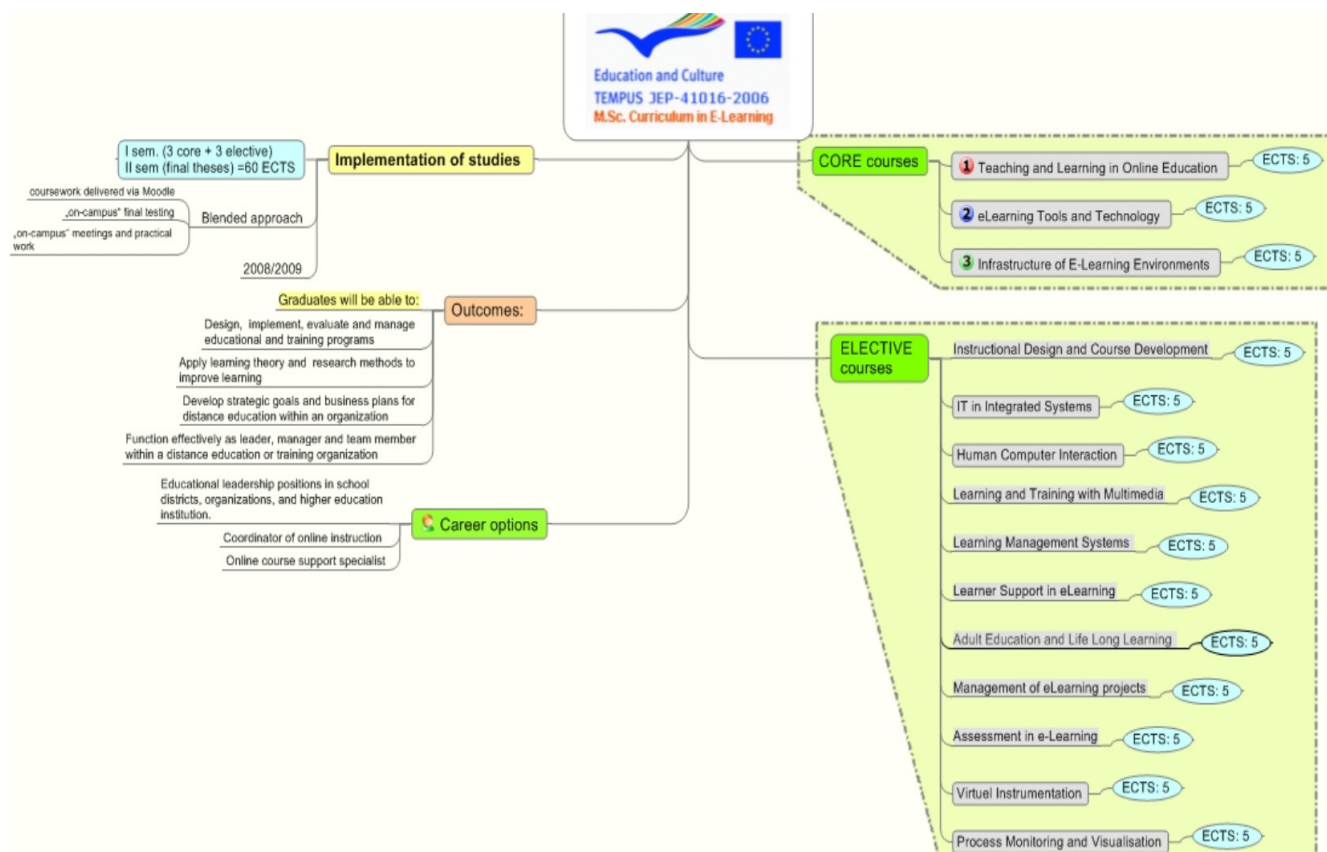 Education and Culture
TEMPUS JEP-41016-2006
M.Sc. Curriculum in E-Learning
Implementation of studies
I sem. (3 core + 3 elective)
II sem (final theses) =60 ECTS
Blended approach
coursework delivered via Moodle
„on-campus“ final testing
„on-campus“ meetings and practical
work
2008/2009
Outcomes:
Graduates will be able to:
Design, implement, evaluate and manage
educational and training programs
Apply learning theory and research methods to
improve learning
Develop strategic goals and business plans for
distance education within an organization
Function effectively as leader, manager and team member
within a distance education or training organization
Career options
Educational leadership positions in school
districts, organizations, and higher education
institution.
Coordinator of online instruction
Online course support specialist
CORE courses
1 Teaching and Learning in Online Education ECTS: 5
2 eLearning Tools and Technology ECTS: 5
3 Infrastructure of E-Learning Environments ECTS: 5
ELECTIVE
courses
Instructional Design and Course Development ECTS: 5
IT in Integrated Systems ECTS: 5
Human Computer Interaction ECTS: 5
Learning and Training with Multimedia ECTS: 5
Learning Management Systems ECTS: 5
Learner Support in eLearning ECTS: 5
Adult Education and Life Long Learning ECTS: 5
Management of eLearning projects ECTS: 5
Assessment in e-Learning ECTS: 5
Virtuel Instrumentation ECTS: 5
Process Monitoring and Visualisation ECTS: 5